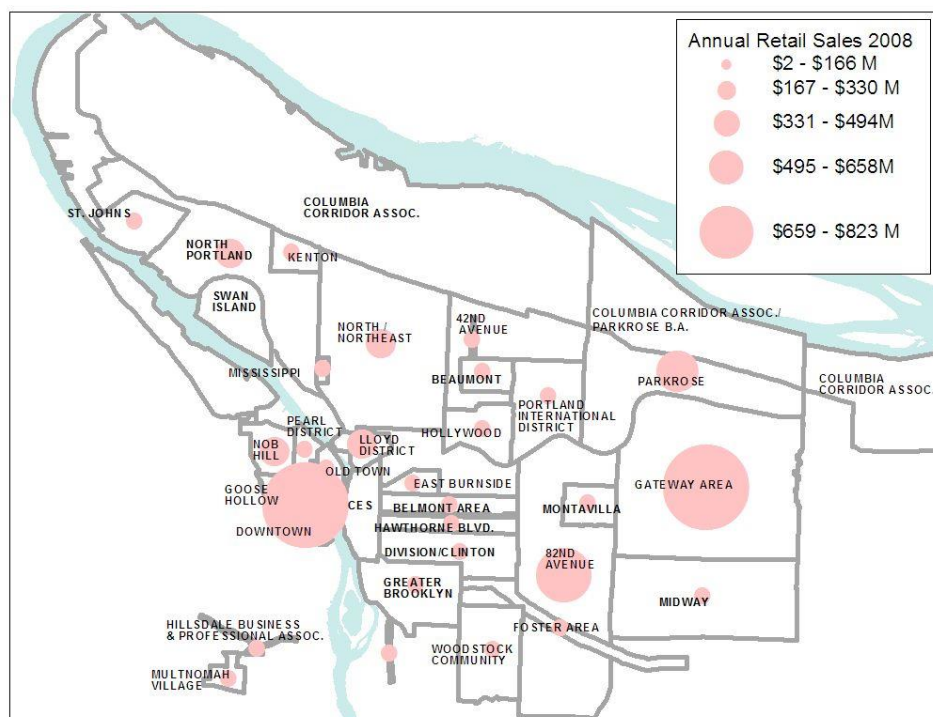 Annual Retail Sales 2008
$2 - $166 M
$167 - $330 M
$331 - $494M
$495 - $658M
$659 - $823 M
COLUMBIA
CORRIDOR ASSOC.
ST. JOHNS
NORTH
PORTLAND
KENTON
SWAN
ISLAND
NORTH /
NORTHEAST
42ND
AVENUE
COLUMBIA CORRIDOR ASSOC./
PARKROSE B.A.
MISSISSIPPI
BEAUMONT
PARKROSE
COLUMBIA
CORRIDOR ASSOC.
PORTLAND
INTERNATIONAL
DISTRICT
PEARL
DISTRICT
NOB
HILL
LLOYD
DISTRICT
HOLLYWOOD
OLD TOWN
EAST BURNSIDE
GATEWAY AREA
GOOSE
HOLLOW
CES
BELMONT AREA
MONTAVILLA
DOWNTOWN
HAWTHORNE BLVD.
DIVISION/CLINTON
82ND
AVENUE
GREATER
BROOKLYN
MIDWAY
HILLSDALE BUSINESS
& PROFESSIONAL ASSOC.
FOSTER AREA
WOODSTOCK
COMMUNITY
MULTNOMAH
VILLAGE